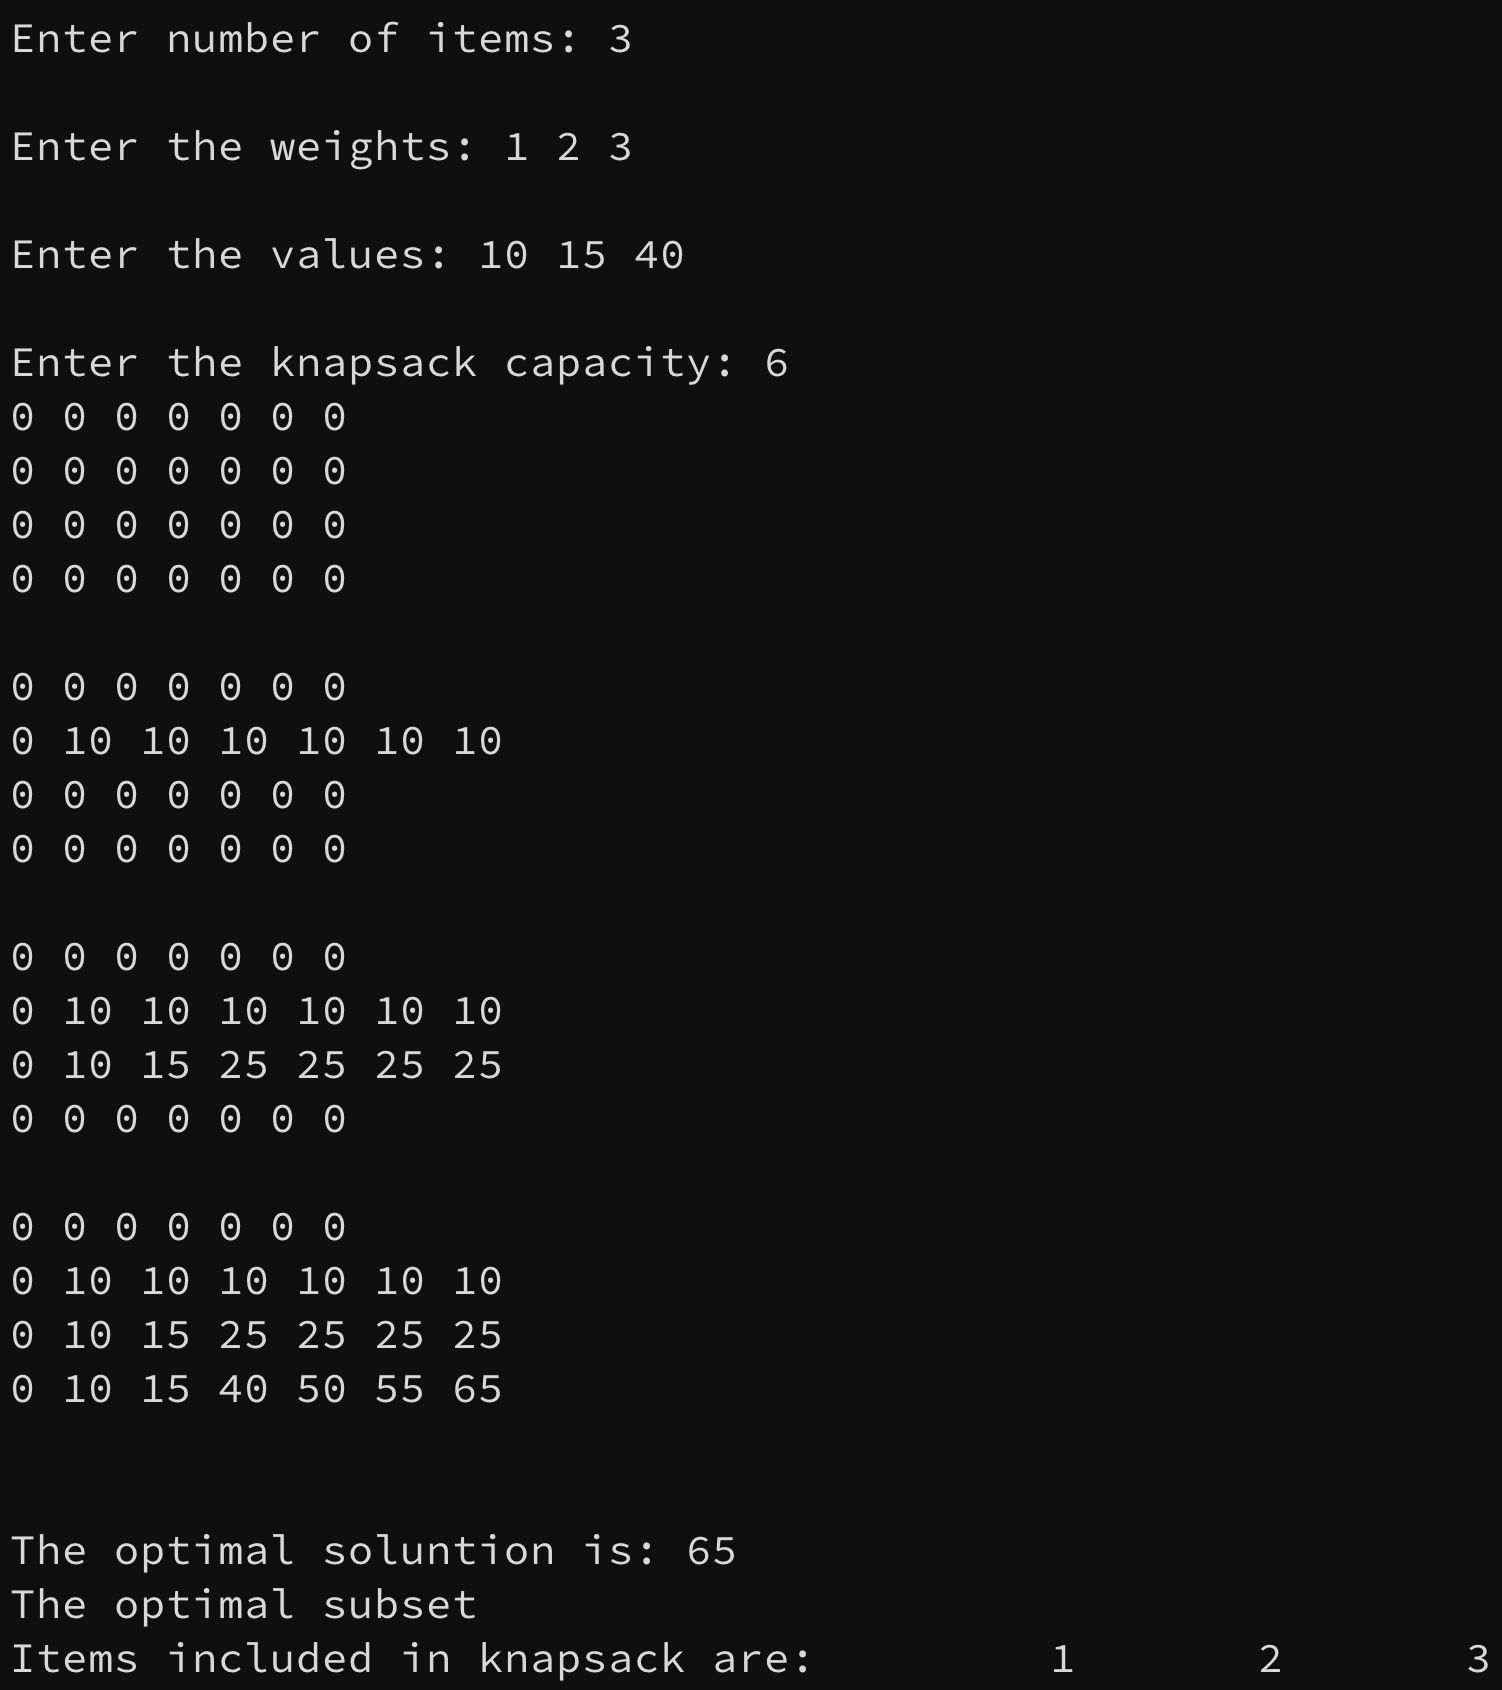 Enter number of items: 3
Enter the weights: 1 2 3
Enter the values: 10 15 40
Enter the knapsack capacity: 6
0 0 0 0 0 0 0
0 0 0 0 0 0 0
0 0 0 0 0 0 0
0 0 0 0 0 0 0
0 0 0 0 0 0 0
0 10 10 10 10 10 10
0 0 0 0 0 0 0
0 0 0 0 0 0 0
0 0 0 0 0 0 0
0 10 10 10 10 10 10
0 10 15 25 25 25 25
0 0 0 0 0 0 0
0 0 0 0 0 0 0
0 10 10 10 10 10 10
0 10 15 25 25 25 25
0 10 15 40 50 55 65
The optimal soluntion is: 65
The optimal subset
Items included in knapsack are: 1 2 3